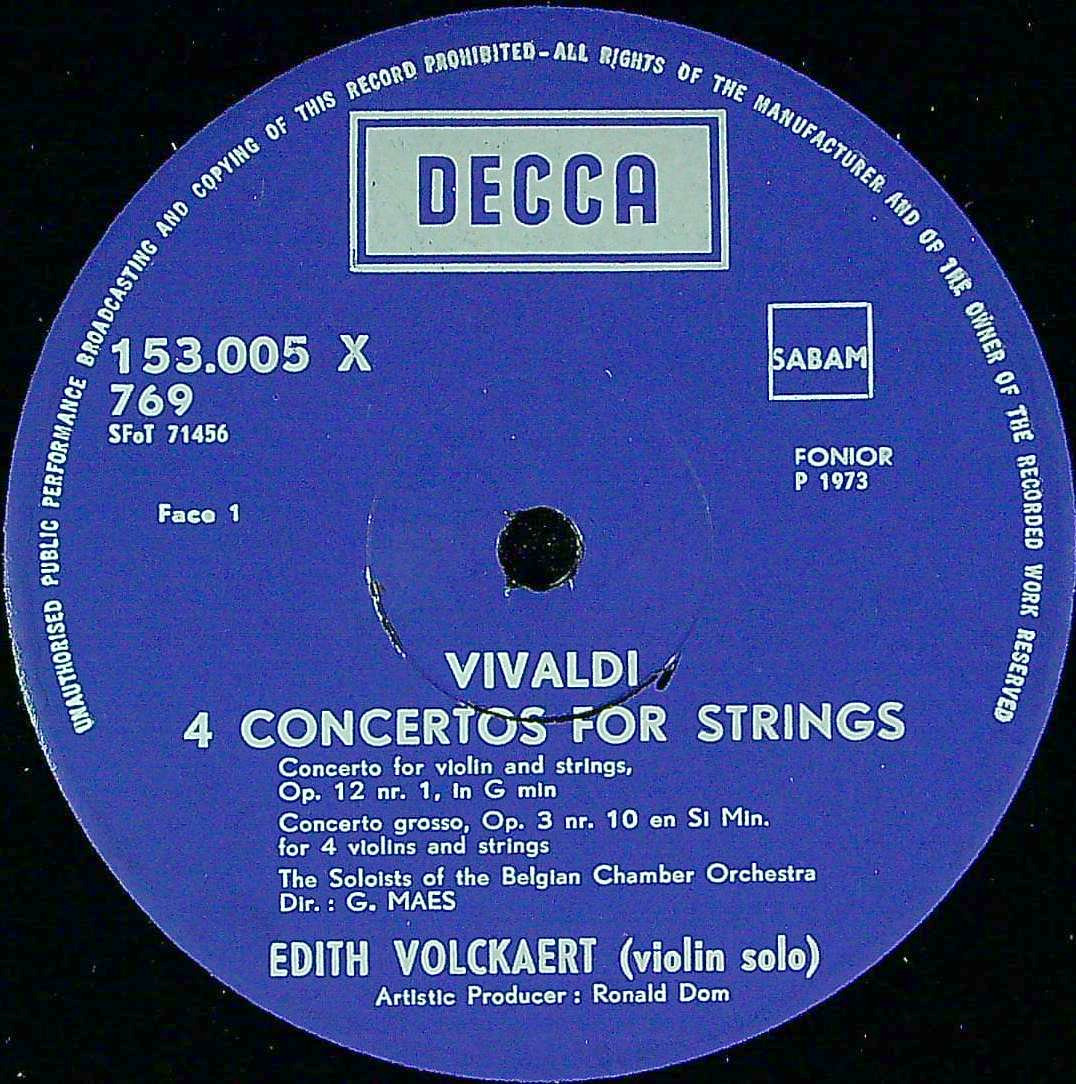 UNAUTHORISED PUBLIC PERFORMANCE BROADCASTING AND COPYING OF THIS RECORD PROHIBITED - ALL RIGHTS OF THE MANUFACTURER AND OF THE OWNER OF THE RECORDED WORK RESERVED
DECCA
153.005 X
769
SFoT 71456
SABAM
FONIOR
P 1973
Face 1
VIVALDI
4 CONCERTOS FOR STRINGS
Concerto for violin and strings,
Op. 12 nr. 1, in G min
Concerto grosso, Op. 3 nr. 10 en Si Min.
for 4 violins and strings
The Soloists of the Belgian Chamber Orchestra
Dir. : G. MAES
EDITH VOLCKAERT (violin solo)
Artistic Producer : Ronald Dom